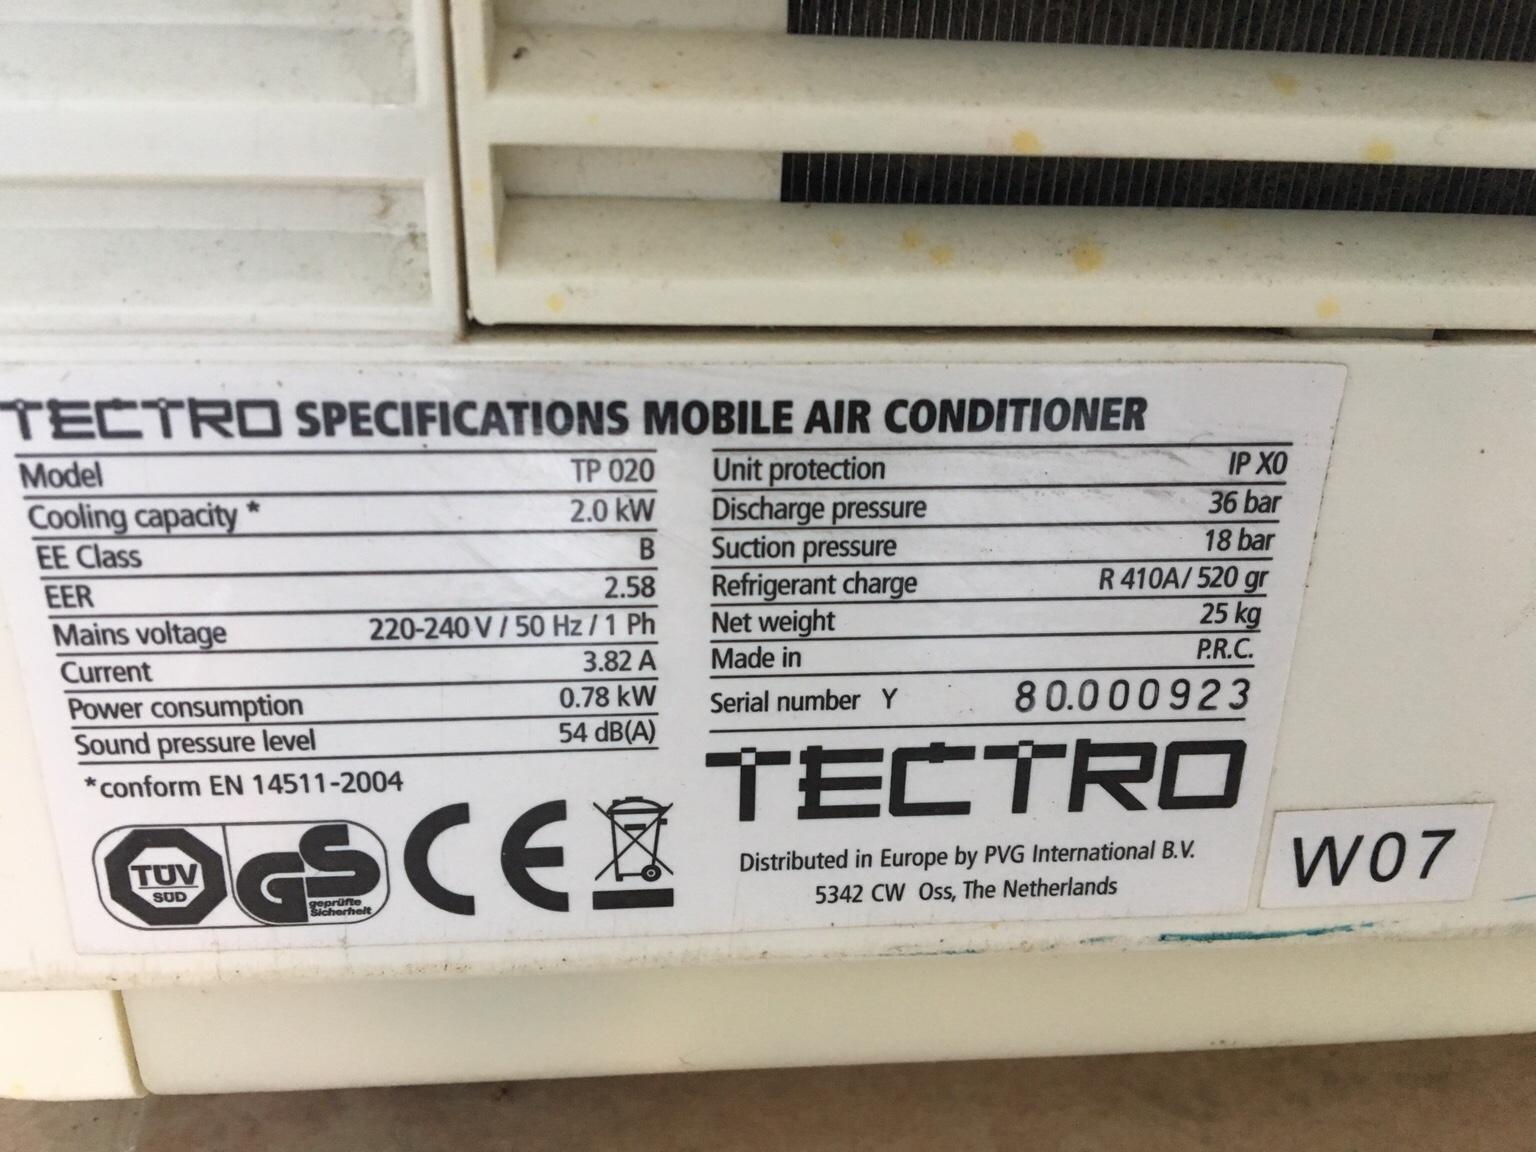 TECTRO SPECIFICATIONS MOBILE AIR CONDITIONER
Model TP 020
Cooling capacity * 2.0 kW
EE Class B
EER 2.58
Mains voltage 220-240 V / 50 Hz / 1 Ph
Current 3.82 A
Power consumption 0.78 kW
Sound pressure level 54 dB(A)
*conform EN 14511-2004
TÜV
SÜD
GS
geprüfte
Sicherheit
CE
Unit protection IP X0
Discharge pressure 36 bar
Suction pressure 18 bar
Refrigerant charge R 410A/ 520 gr
Net weight 25 kg
Made in P.R.C.
Serial number Y 80.000923
TECTRO
Distributed in Europe by PVG International B.V.
5342 CW Oss, The Netherlands
W07